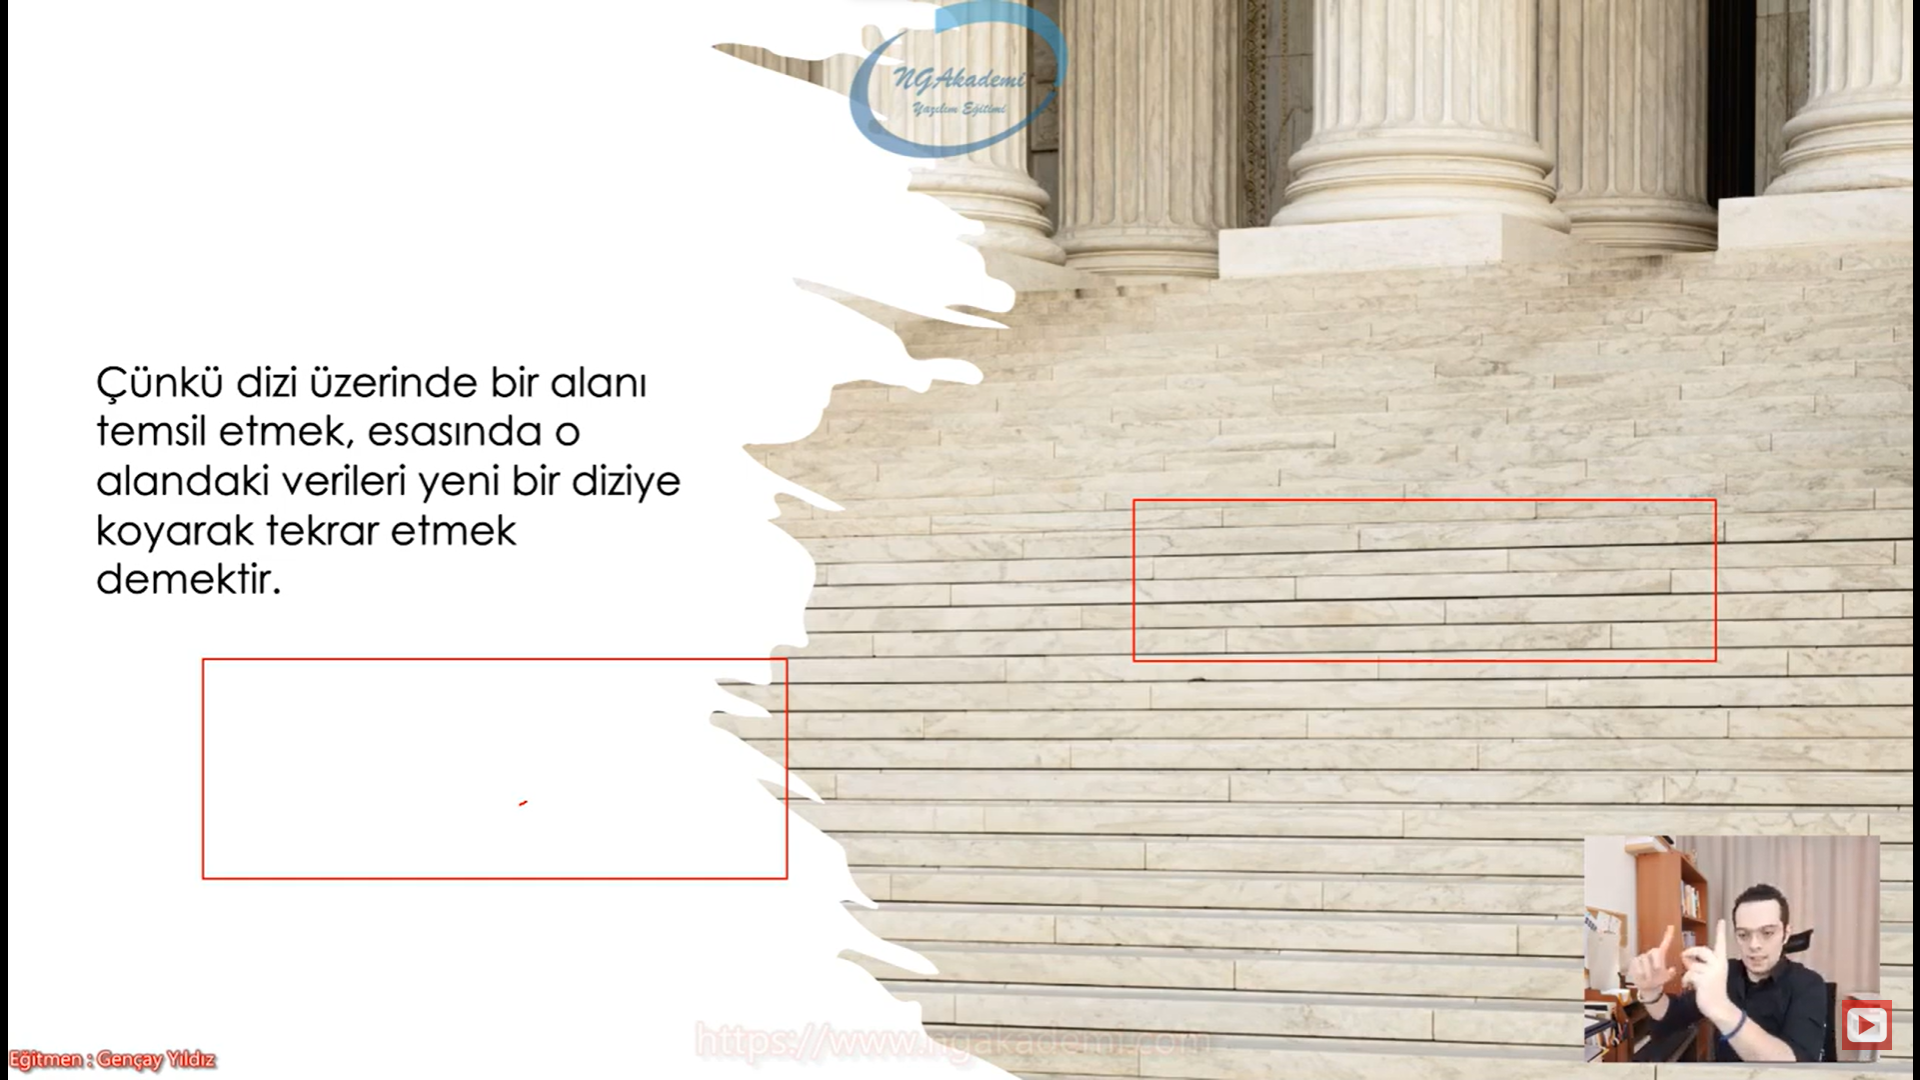 NGAkademi
Yazılım Eğitimi
Çünkü dizi üzerinde bir alanı
temsil etmek, esasında o
alandaki verileri yeni bir diziye
koyarak tekrar etmek
demektir.
https://www.ngakademi.com
Eğitmen : Gençay Yıldız